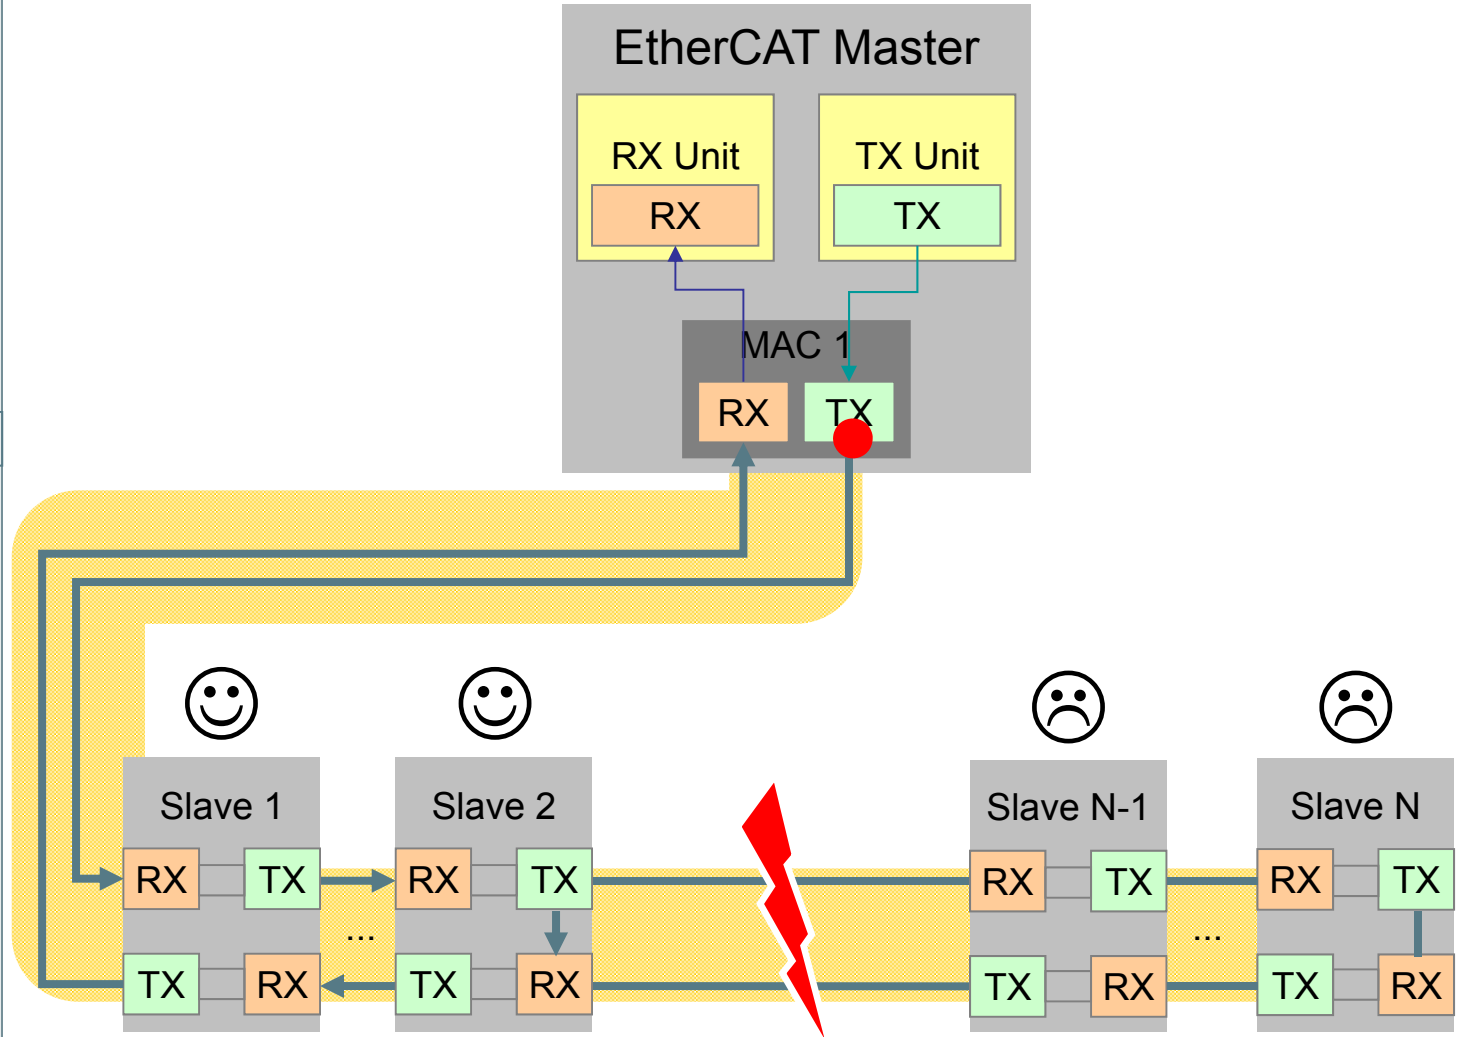 EtherCAT Master
RX Unit
TX Unit
RX
TX
MAC 1
RX
TX
Slave 1
Slave 2
Slave N-1
Slave N
RX
TX
RX
TX
RX
TX
RX
TX
...
...
TX
RX
TX
RX
TX
RX
TX
RX